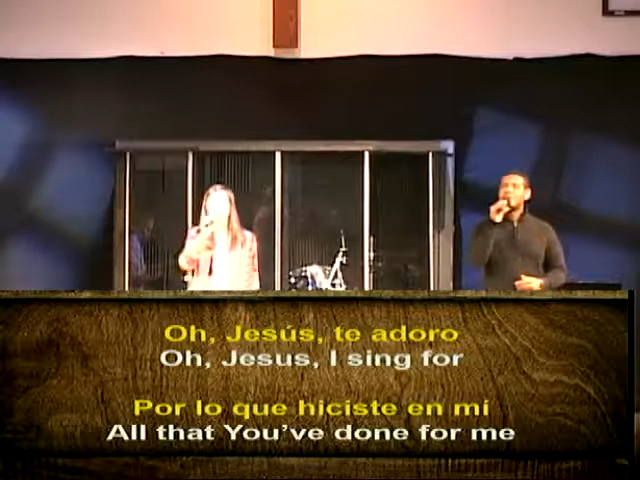 Oh, Jesús, te adoro
Oh, Jesus, I sing for
Por lo que hiciste en mí
All that You've done for me